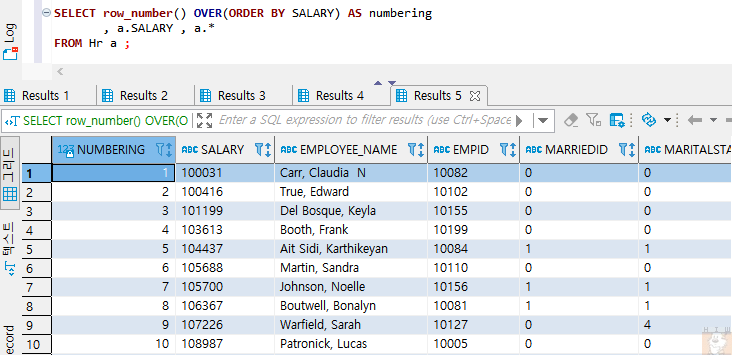 Log
SELECT row_number() OVER(ORDER BY SALARY) AS numbering
, a.SALARY , a.*
FROM Hr a ;
Results 1 Results 2 Results 3 Results 4 Results 5
SELECT row_number() OVER(O Enter a SQL expression to filter results (use Ctrl+Space
그리드
텍스트
ecord
123 NUMBERING ABC SALARY ABC EMPLOYEE_NAME ABC EMPID ABC MARRIEDID ABC MARITALSTA
1 1 100031 Carr, Claudia N 10082 0 0
2 2 100416 True, Edward 10102 0 0
3 3 101199 Del Bosque, Keyla 10155 0 0
4 4 103613 Booth, Frank 10199 0 0
5 5 104437 Ait Sidi, Karthikeyan 10084 1 1
6 6 105688 Martin, Sandra 10110 0 0
7 7 105700 Johnson, Noelle 10156 1 1
8 8 106367 Boutwell, Bonalyn 10081 1 1
9 9 107226 Warfield, Sarah 10127 0 4
10 10 108987 Patronick, Lucas 10005 0 0